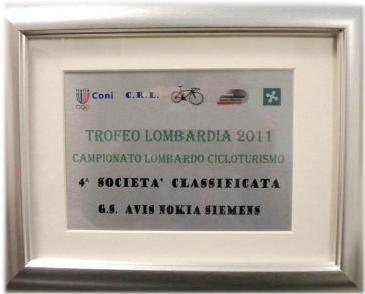 Coni C.R.L.
TROFEO LOMBARDIA 2011
CAMPIONATO LOMBARDO CICLOTURISMO
4ª SOCIETA' CLASSIFICATA
G.S. AVIS NOKIA SIEMENS